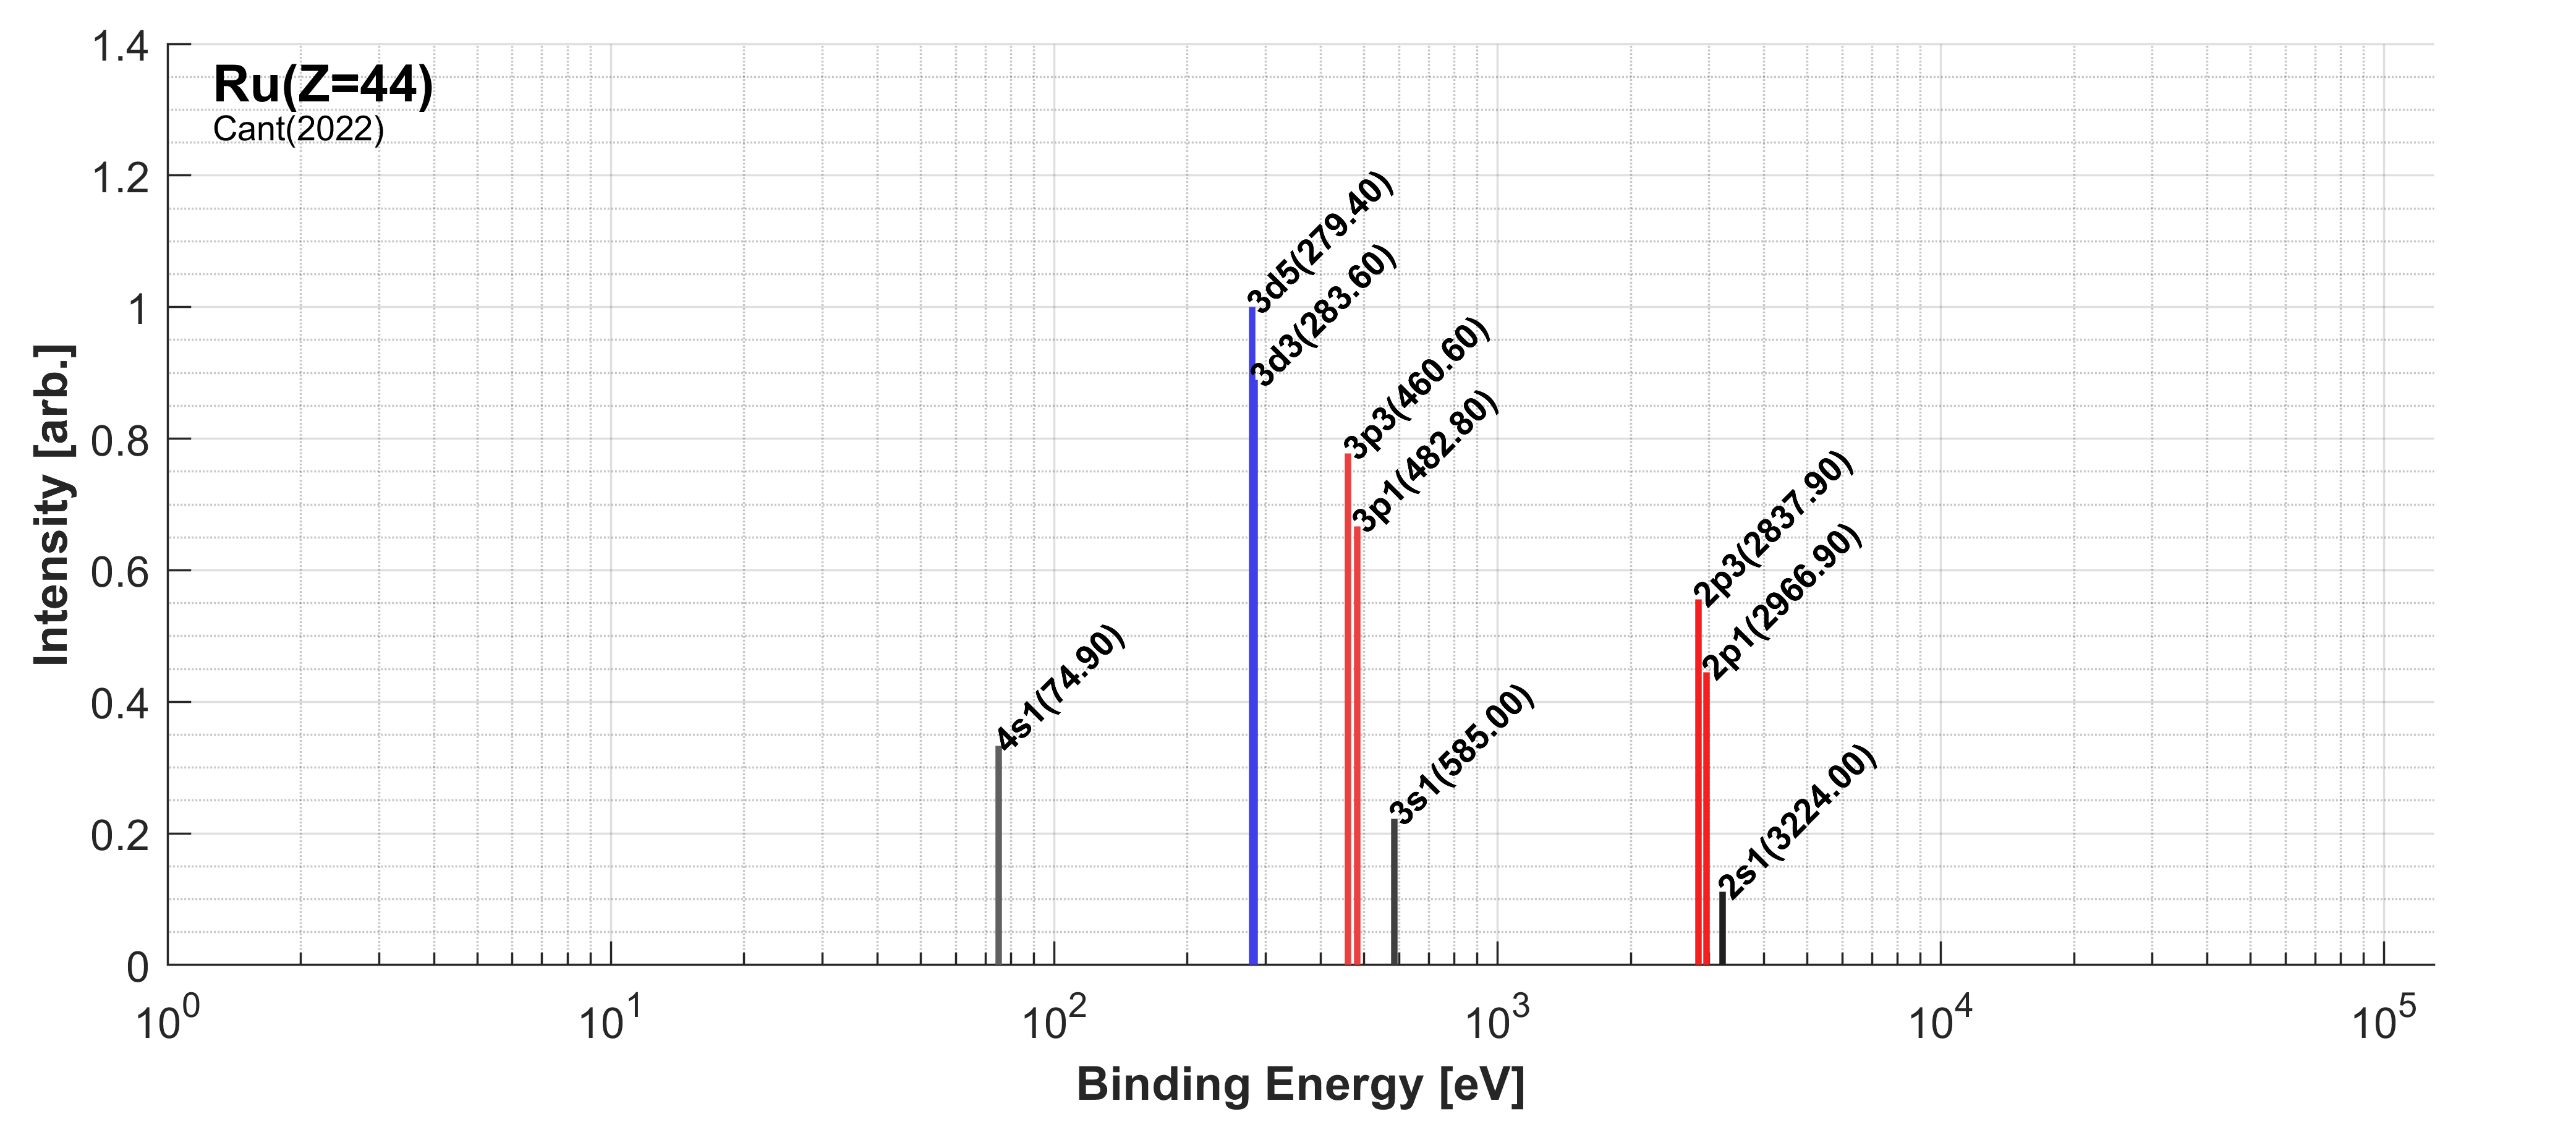 Ru(Z=44)
Cant(2022)
Intensity [arb.]
1.4
1.2
1
0.8
0.6
0.4
0.2
0
3d5(279.40)
3d3(283.60)
3p3(460.60)
3p1(482.80)
2p3(2837.90)
2p1(2966.90)
4s1(74.90)
3s1(585.00)
2s1(3224.00)
10^0 10^1 10^2 10^3 10^4 10^5
Binding Energy [eV]